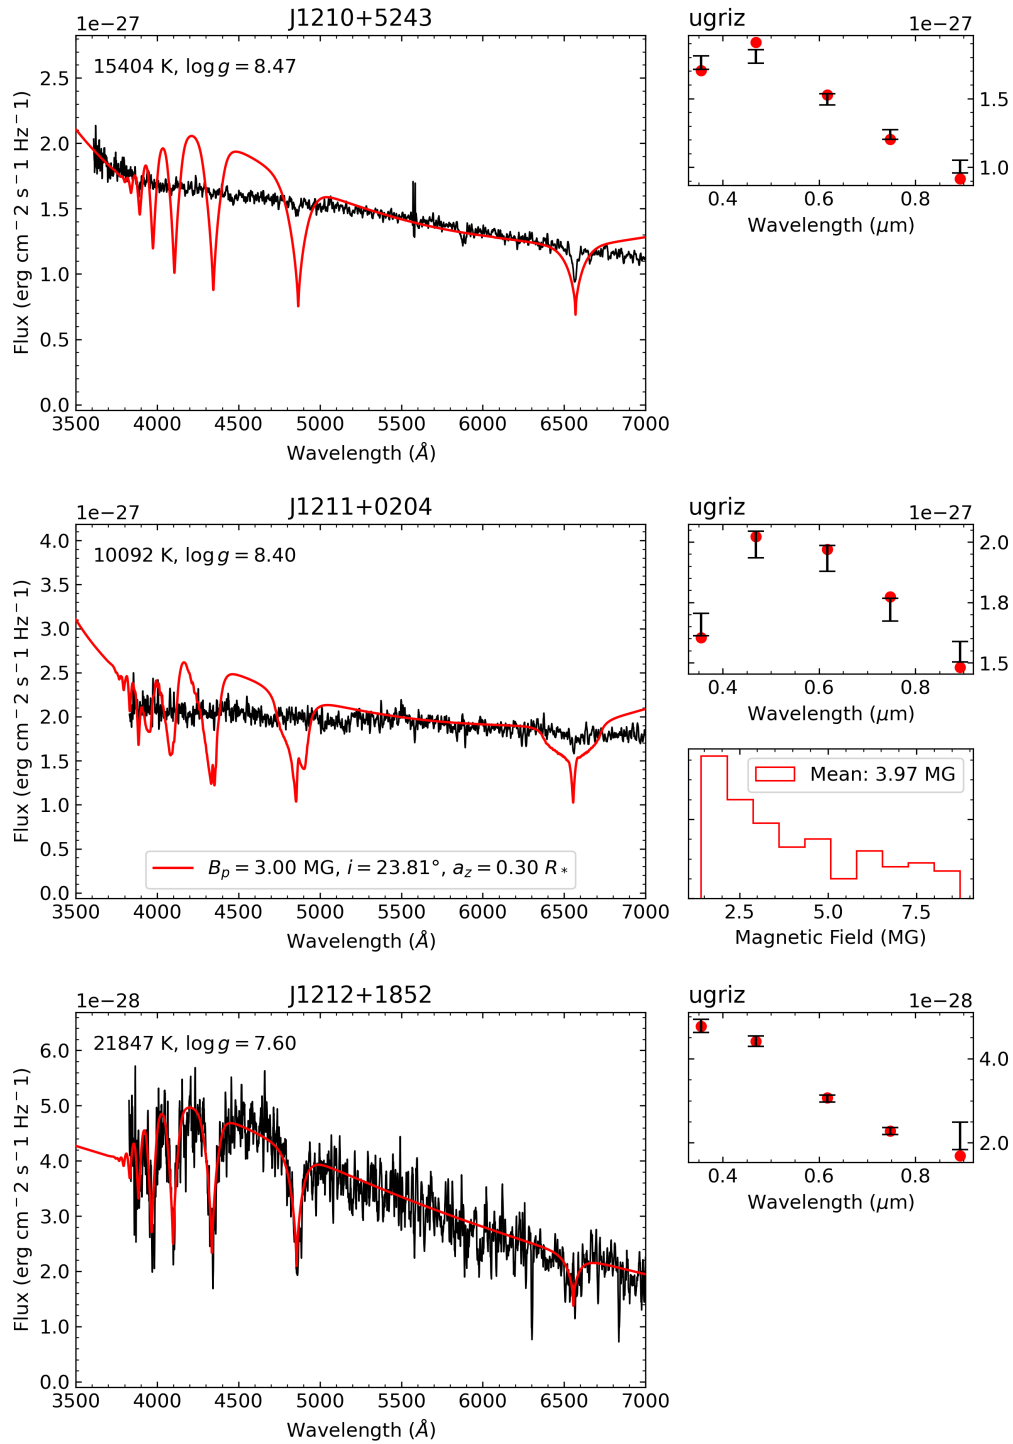 J1210+5243
1e−27
15404 K, log g = 8.47
2.5
2.0
1.5
1.0
0.5
0.0
Flux (erg cm−2 s−1 Hz−1)
3500 4000 4500 5000 5500 6000 6500 7000
Wavelength (Å)
ugriz
1e−27
1.5
1.0
0.4 0.6 0.8
Wavelength (μm)
J1211+0204
1e−27
10092 K, log g = 8.40
4.0
3.5
3.0
2.5
2.0
1.5
1.0
0.5
0.0
Flux (erg cm−2 s−1 Hz−1)
B_p = 3.00 MG, i = 23.81°, a_z = 0.30 R_*
3500 4000 4500 5000 5500 6000 6500 7000
Wavelength (Å)
ugriz
1e−27
2.0
1.8
1.5
0.4 0.6 0.8
Wavelength (μm)
Mean: 3.97 MG
2.5 5.0 7.5
Magnetic Field (MG)
J1212+1852
1e−28
21847 K, log g = 7.60
6.0
5.0
4.0
3.0
2.0
1.0
0.0
Flux (erg cm−2 s−1 Hz−1)
3500 4000 4500 5000 5500 6000 6500 7000
Wavelength (Å)
ugriz
1e−28
4.0
2.0
0.4 0.6 0.8
Wavelength (μm)